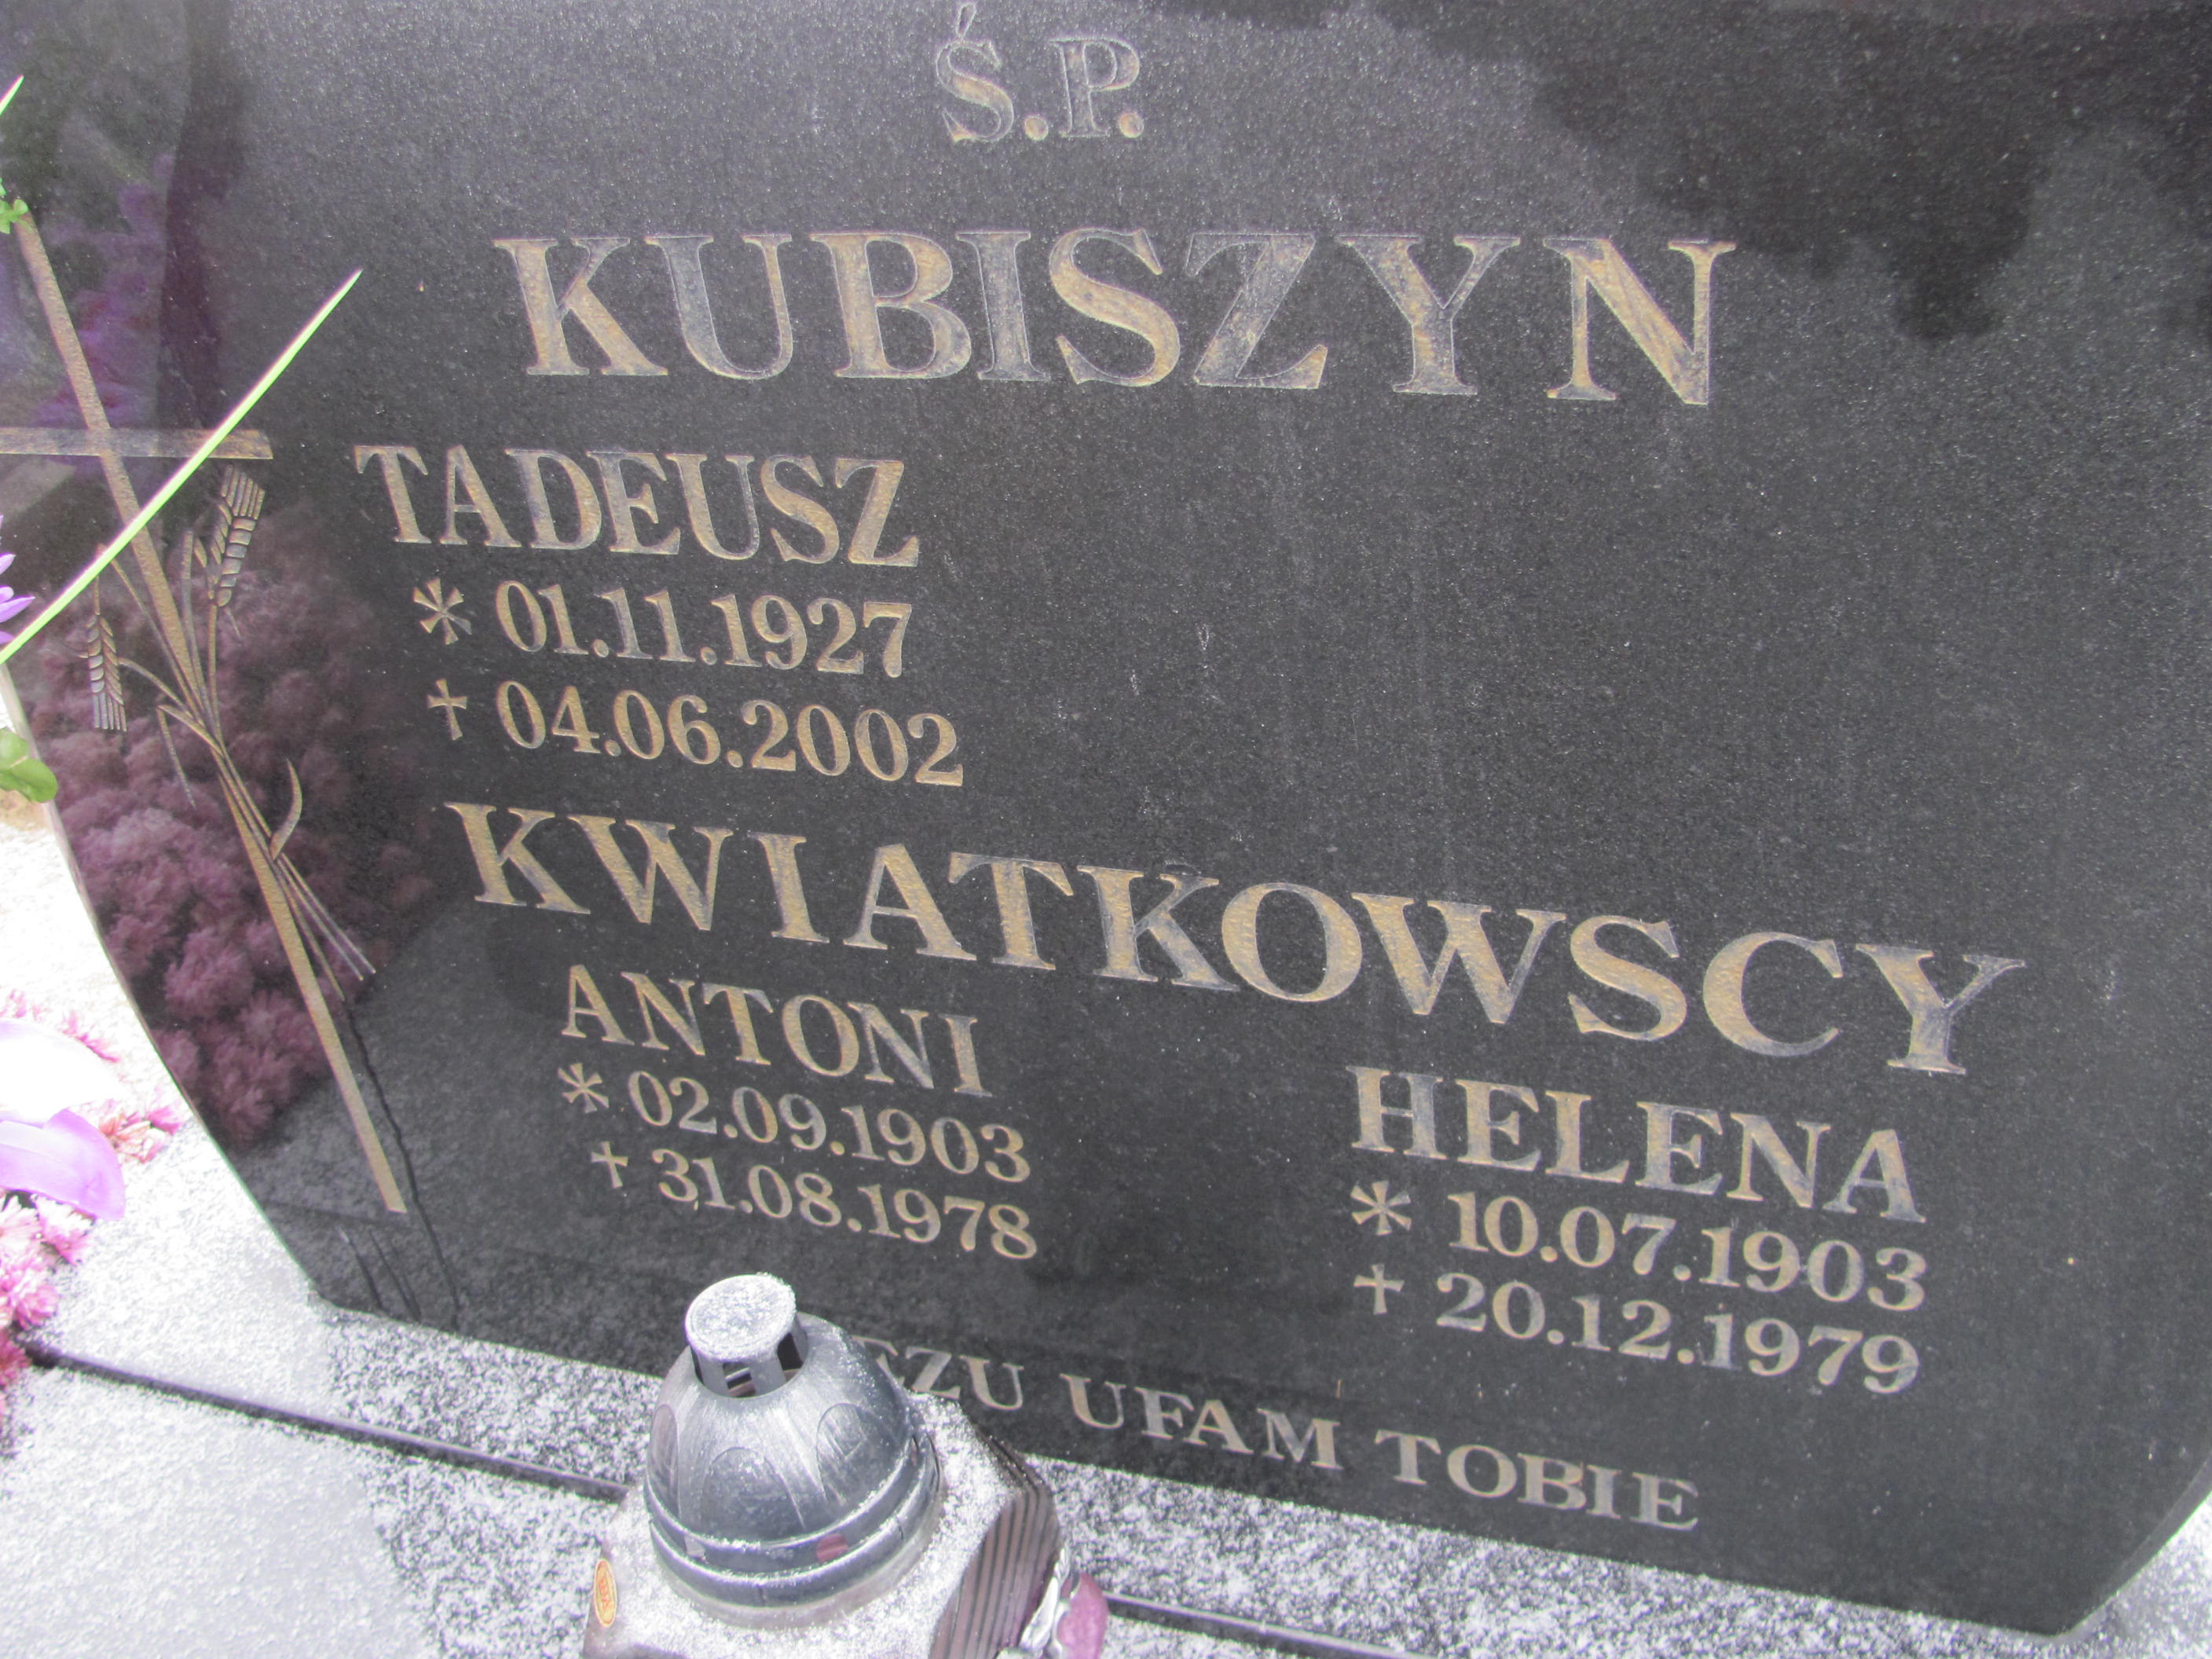 Ś.P.
KUBISZYN
TADEUSZ
* 01.11.1927
† 04.06.2002
KWIATKOWSCY
ANTONI
* 02.09.1903
† 31.08.1978
HELENA
* 10.07.1903
† 20.12.1979
UFAM TOBIE